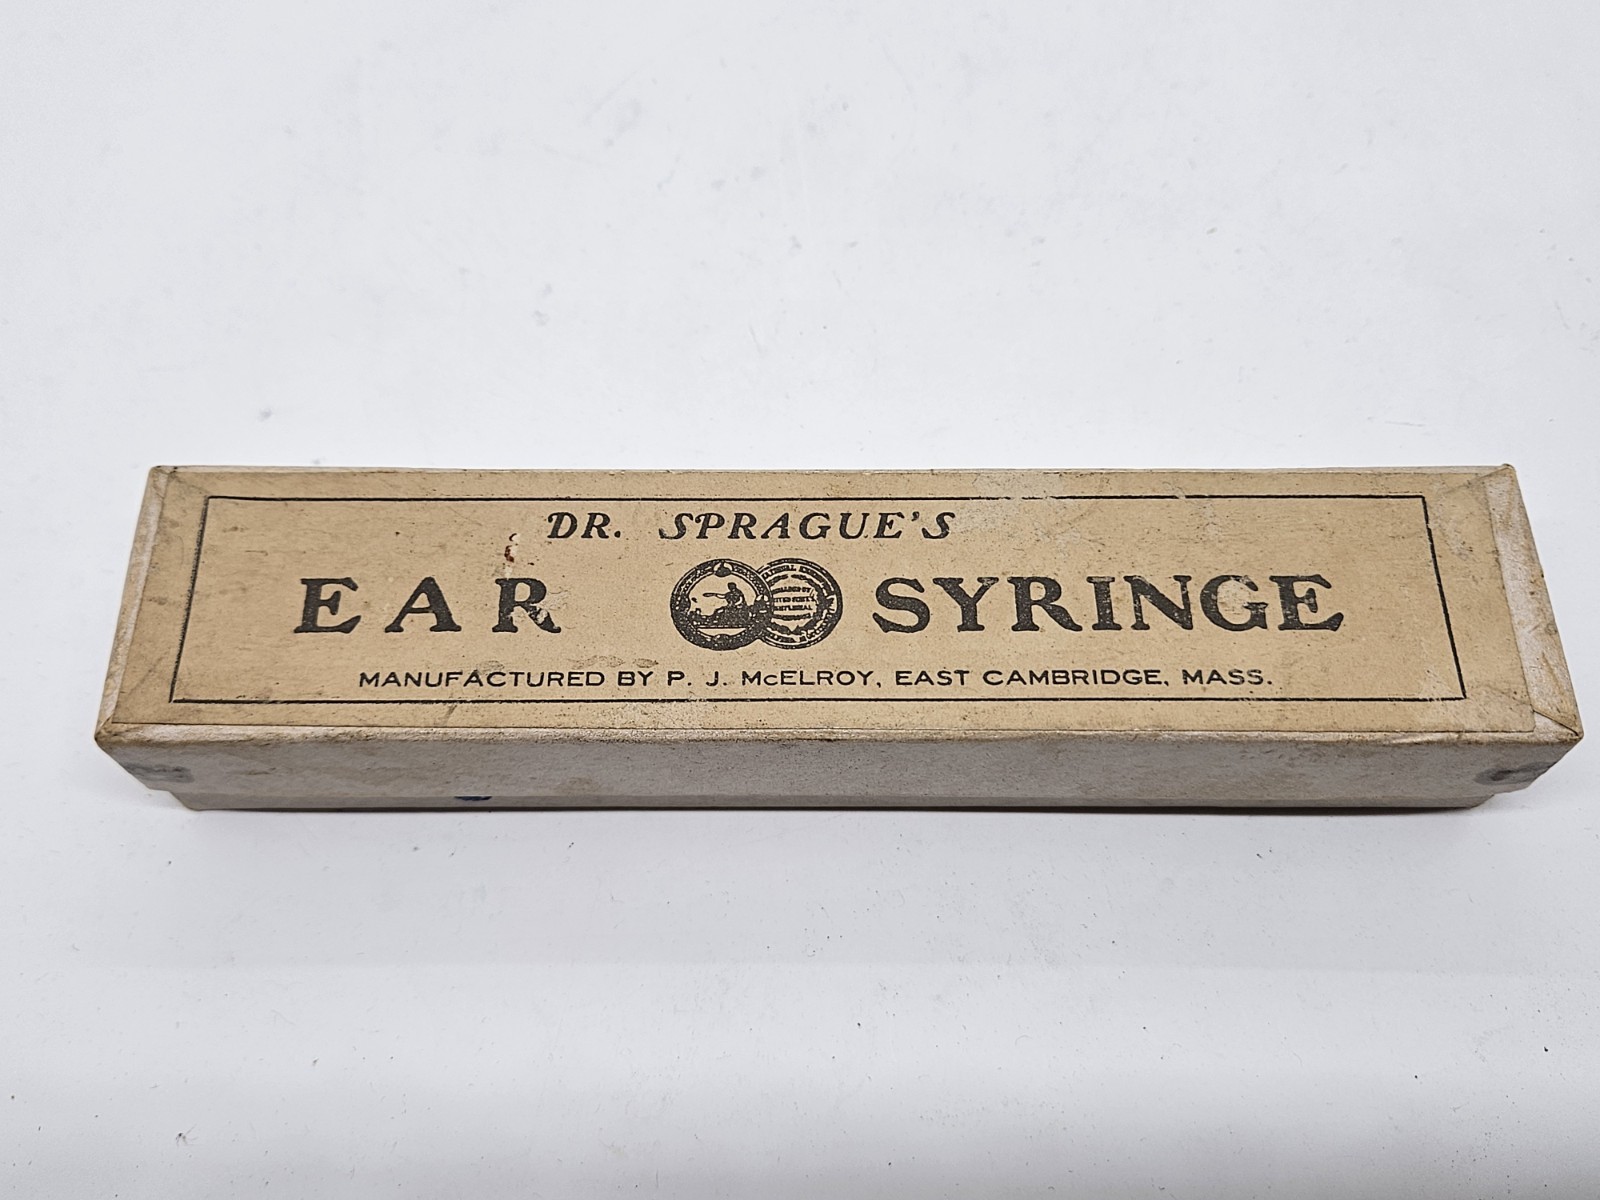 DR. SPRAGUE'S
EAR SYRINGE
MANUFACTURED BY P. J. McELROY, EAST CAMBRIDGE, MASS.